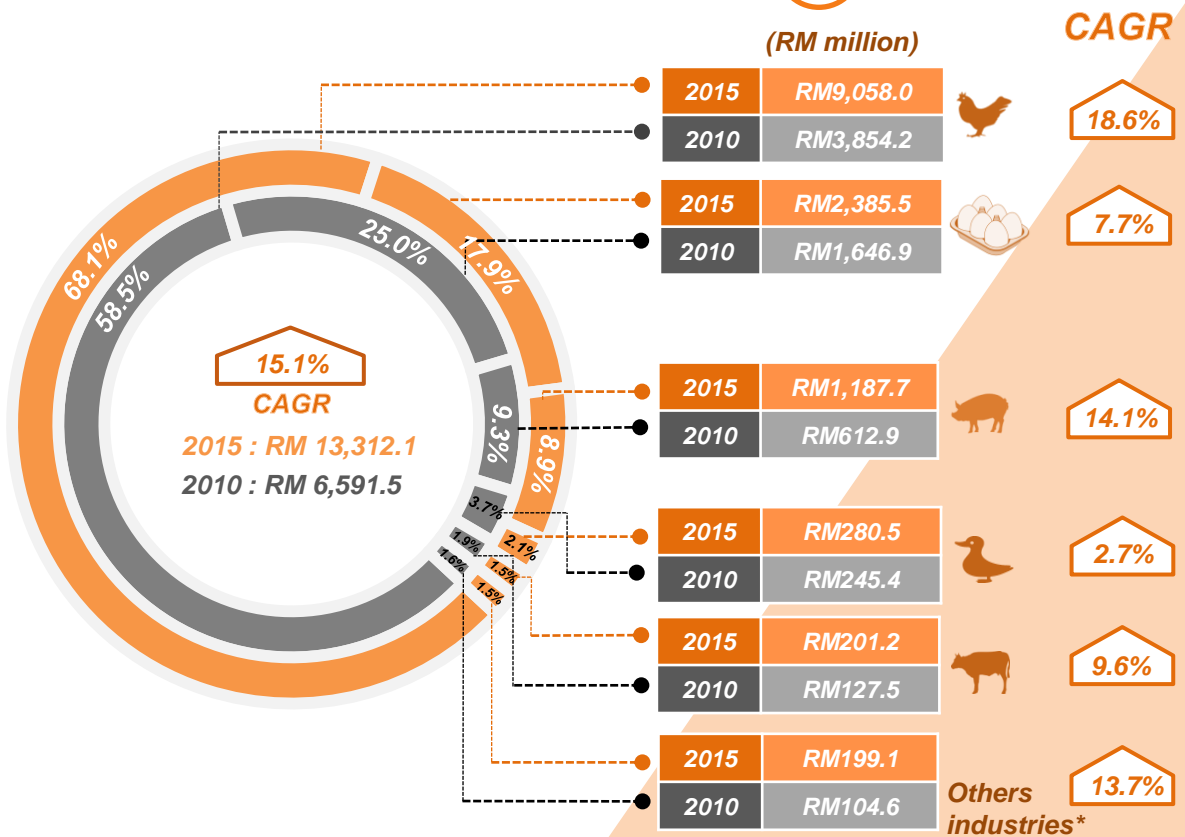 (RM million)
CAGR
2015 RM9,058.0
2010 RM3,854.2
18.6%
2015 RM2,385.5
2010 RM1,646.9
7.7%
2015 RM1,187.7
2010 RM612.9
14.1%
2015 RM280.5
2010 RM245.4
2.7%
2015 RM201.2
2010 RM127.5
9.6%
2015 RM199.1
2010 RM104.6
Others
industries*
13.7%
68.1%
17.9%
8.9%
2.1%
1.5%
1.5%
58.5%
25.0%
9.3%
3.7%
1.9%
1.6%
15.1%
CAGR
2015 : RM 13,312.1
2010 : RM 6,591.5